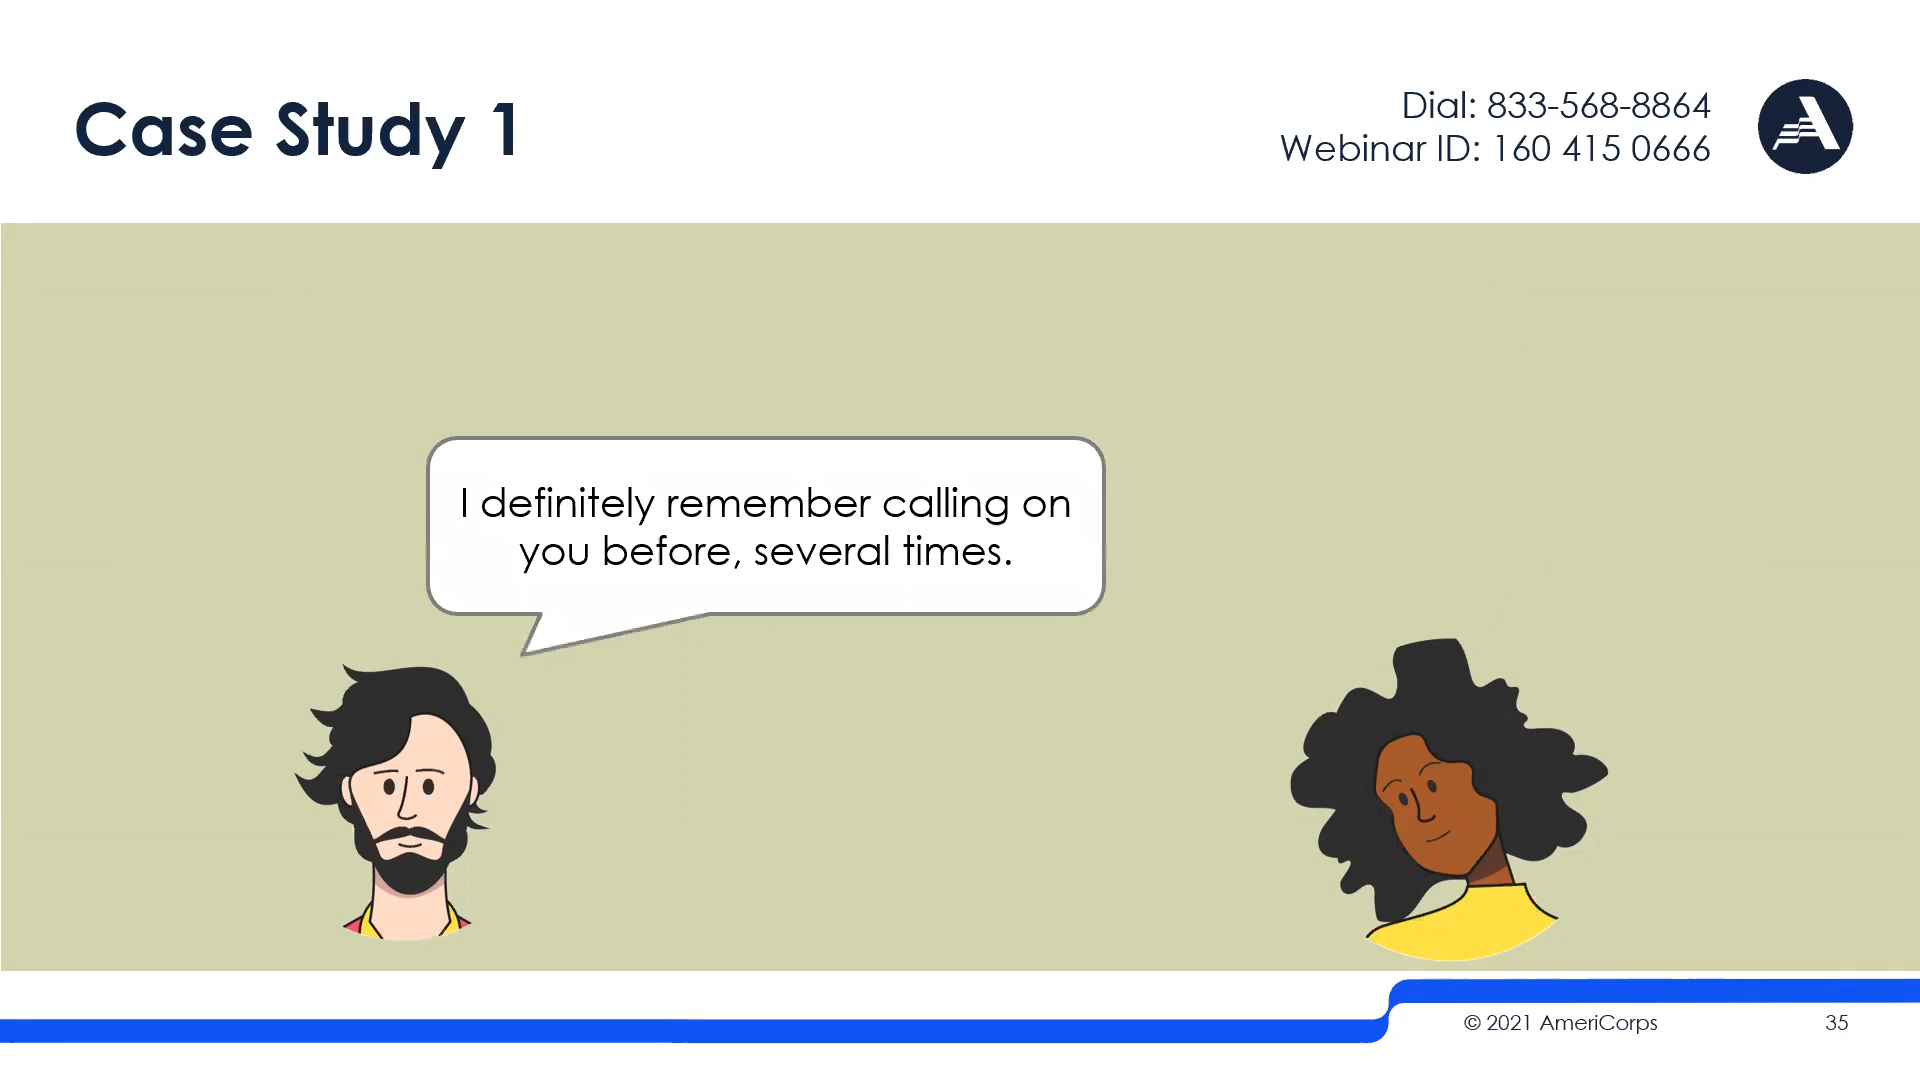 Case Study 1
Dial: 833-568-8864
Webinar ID: 160 415 0666
I definitely remember calling on
you before, several times.
© 2021 AmeriCorps
35